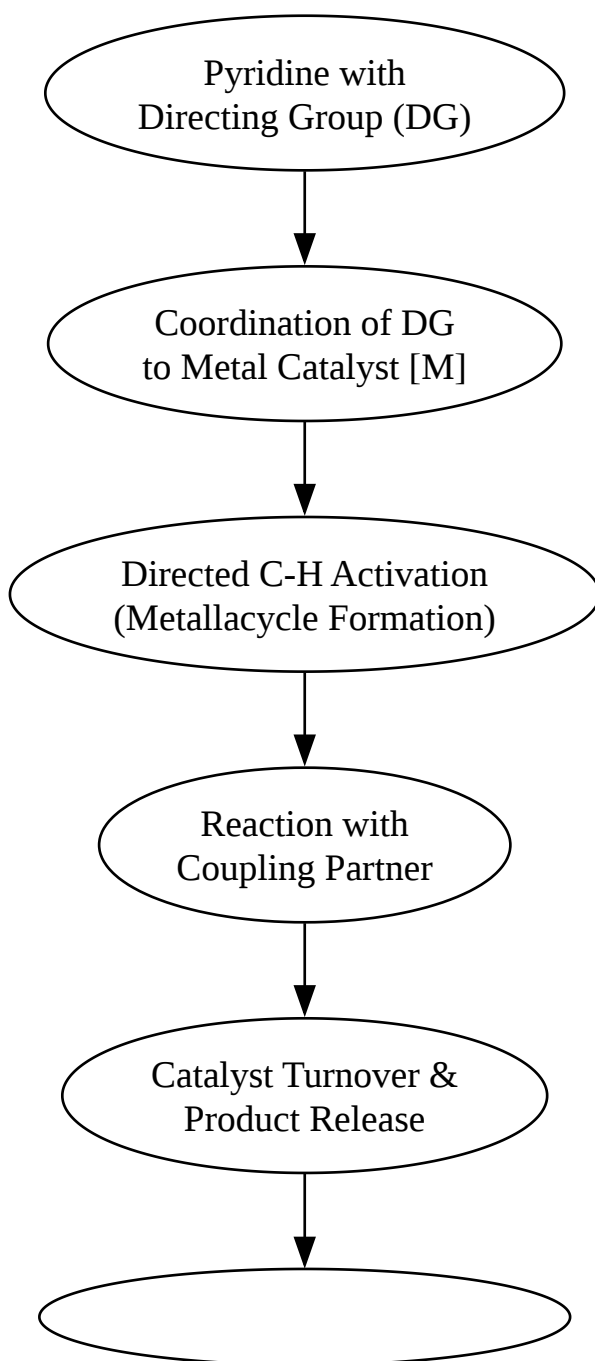 Pyridine with
Directing Group (DG)
Coordination of DG
to Metal Catalyst [M]
Directed C-H Activation
(Metallacycle Formation)
Reaction with
Coupling Partner
Catalyst Turnover &
Product Release